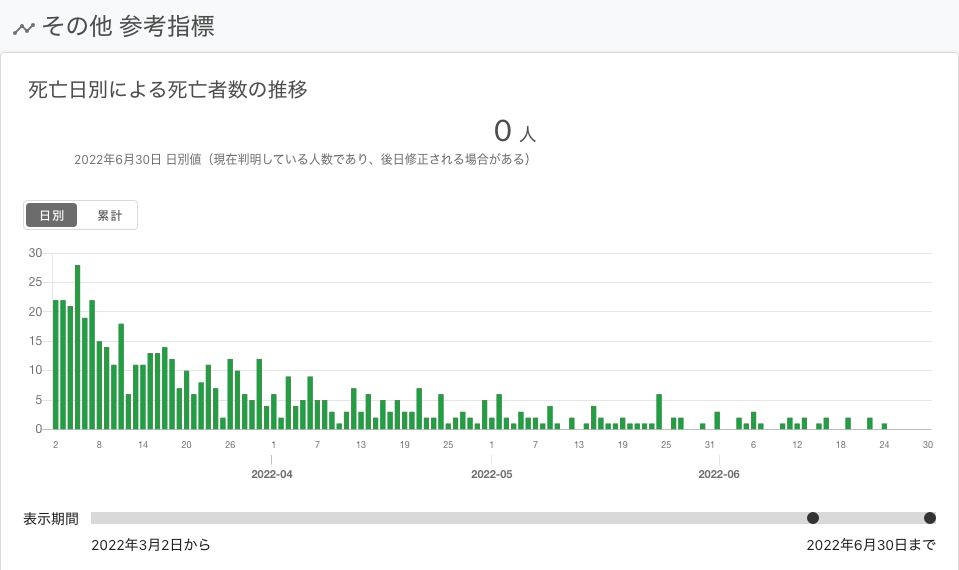 その他 参考指標
死亡日別による死亡者数の推移
0 人
2022年6月30日 日別値（現在判明している人数であり、後日修正される場合がある）
日別 累計
30
25
20
15
10
5
0
2 8 14 20 26 1 7 13 19 25 1 7 13 19 25 31 6 12 18 24 30
2022-04 2022-05 2022-06
表示期間
2022年3月2日から 2022年6月30日まで